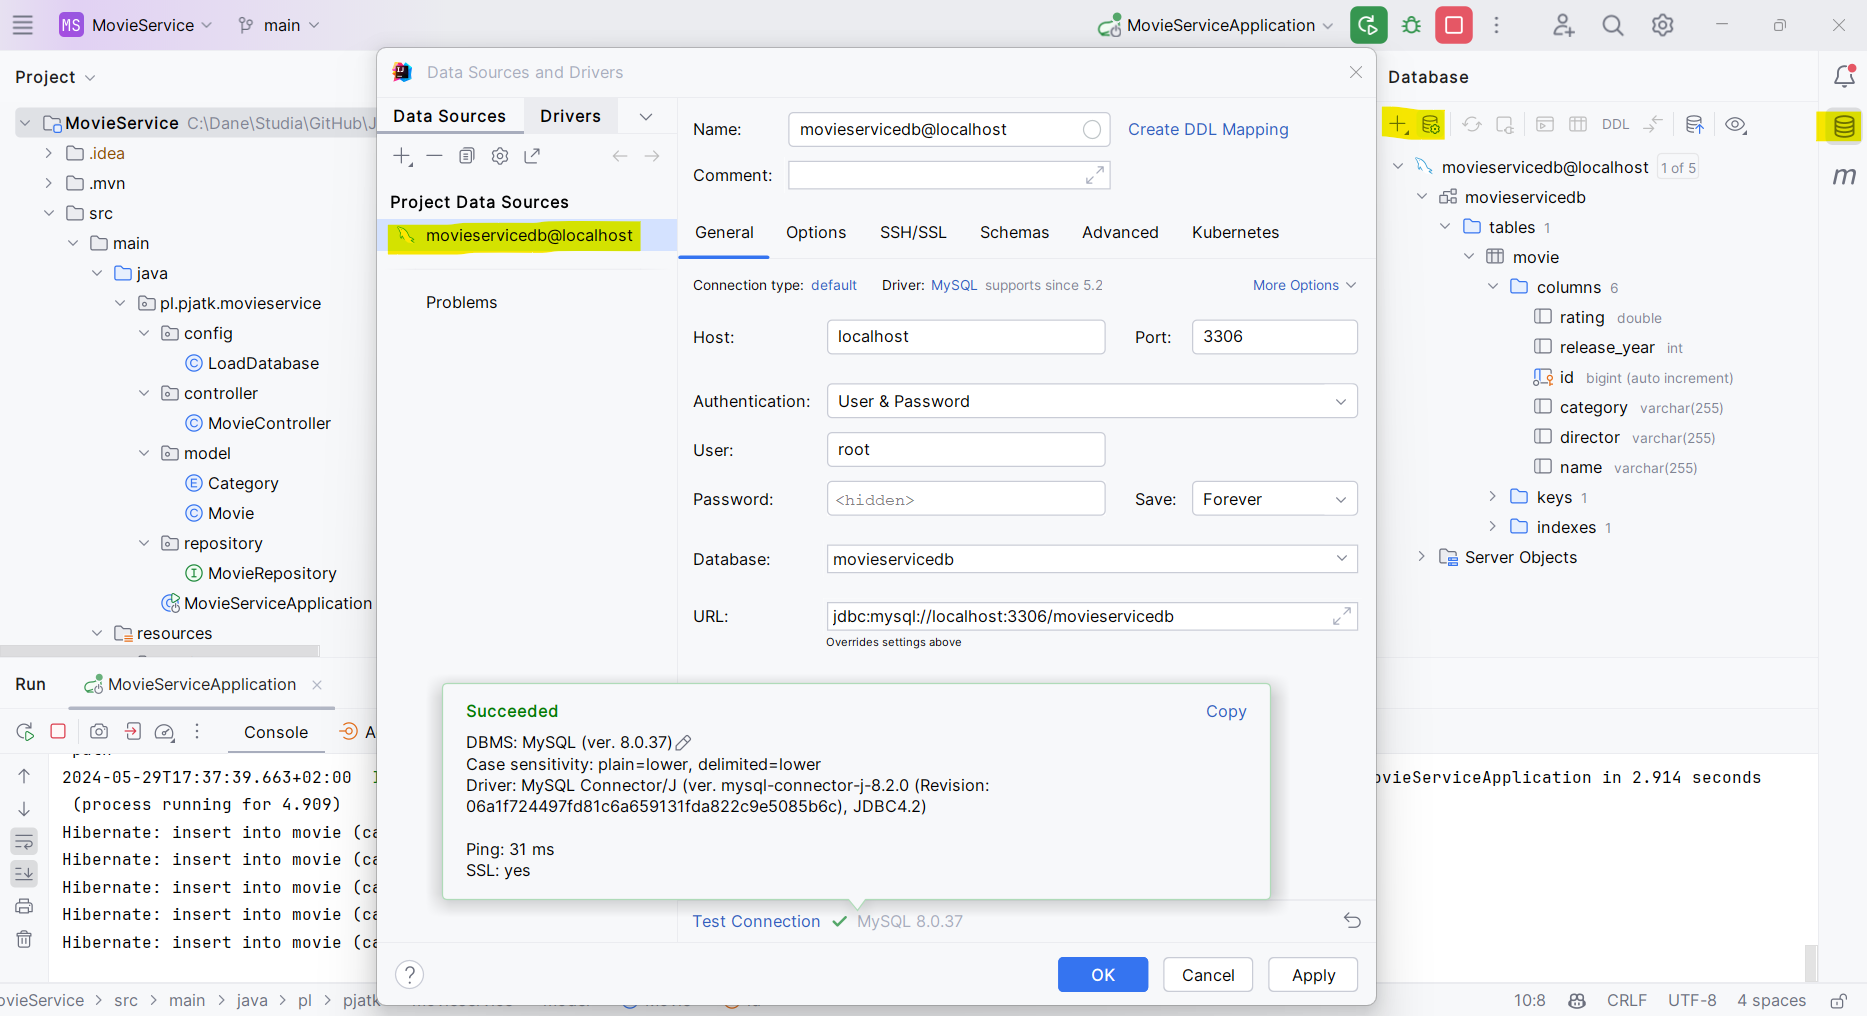 MS MovieService main
MovieServiceApplication
Project
MovieService C:\Dane\Studia\GitHub\J
.idea
.mvn
src
main
java
pl.pjatk.movieservice
config
LoadDatabase
controller
MovieController
model
Category
Movie
repository
MovieRepository
MovieServiceApplication
resources
Data Sources and Drivers
Data Sources Drivers
Project Data Sources
movieservicedb@localhost
Problems
Name: movieservicedb@localhost Create DDL Mapping
Comment:
General Options SSH/SSL Schemas Advanced Kubernetes
Connection type: default Driver: MySQL supports since 5.2 More Options
Host: localhost Port: 3306
Authentication: User & Password
User: root
Password: <hidden> Save: Forever
Database: movieservicedb
URL: jdbc:mysql://localhost:3306/movieservicedb
Overrides settings above
Succeeded Copy
DBMS: MySQL (ver. 8.0.37)
Case sensitivity: plain=lower, delimited=lower
Driver: MySQL Connector/J (ver. mysql-connector-j-8.2.0 (Revision:
06a1f724497fd81c6a659131fda822c9e5085b6c), JDBC4.2)
Ping: 31 ms
SSL: yes
Test Connection MySQL 8.0.37
? OK Cancel Apply
Database
DDL
movieservicedb@localhost 1 of 5
movieservicedb
tables 1
movie
columns 6
rating double
release_year int
id bigint (auto increment)
category varchar(255)
director varchar(255)
name varchar(255)
keys 1
indexes 1
Server Objects
m
Run MovieServiceApplication
Console A
2024-05-29T17:37:39.663+02:00 ovieServiceApplication in 2.914 seconds
(process running for 4.909)
Hibernate: insert into movie (ca
Hibernate: insert into movie (ca
Hibernate: insert into movie (ca
Hibernate: insert into movie (ca
Hibernate: insert into movie (ca
ovieService > src > main > java > pl > pjatk 10:8 CRLF UTF-8 4 spaces